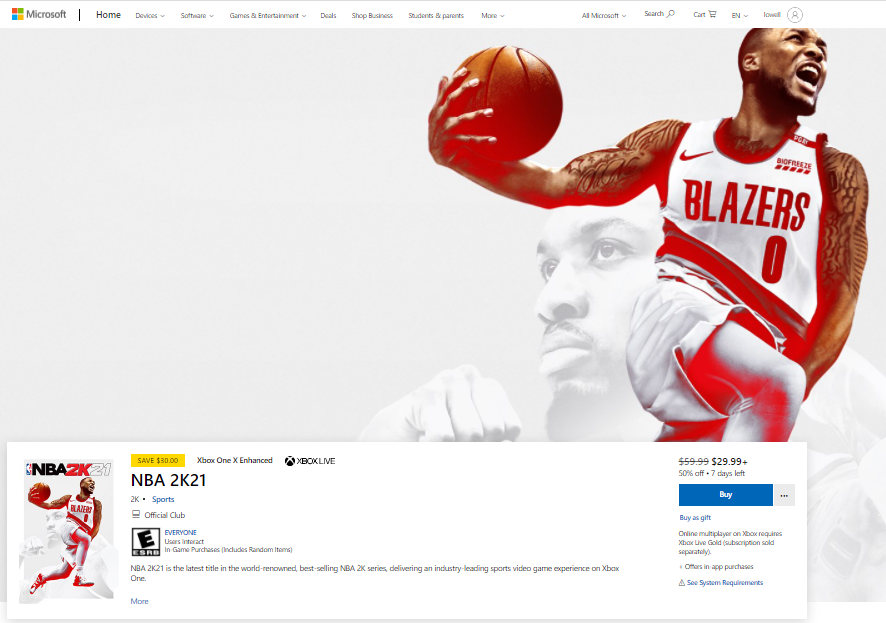 Microsoft
Home
Devices
Software
Games & Entertainment
Deals
Shop Business
Students & parents
More
All Microsoft
Search
Cart
EN
lowell
PGM
BIOFREEZE
BLAZERS
0
NBA 2K21
BLAZERS
0
SAVE $30.00
Xbox One X Enhanced
XBOX LIVE
NBA 2K21
2K • Sports
Official Club
E
ESRB
EVERYONE
Users Interact
In-Game Purchases (Includes Random Items)
NBA 2K21 is the latest title in the world-renowned, best-selling NBA 2K series, delivering an industry-leading sports video game experience on Xbox
One.
More
$59.99 $29.99+
50% off • 7 days left
Buy
...
Buy as gift
Online multiplayer on Xbox requires
Xbox Live Gold (subscription sold
separately).
+ Offers in-app purchases
See System Requirements